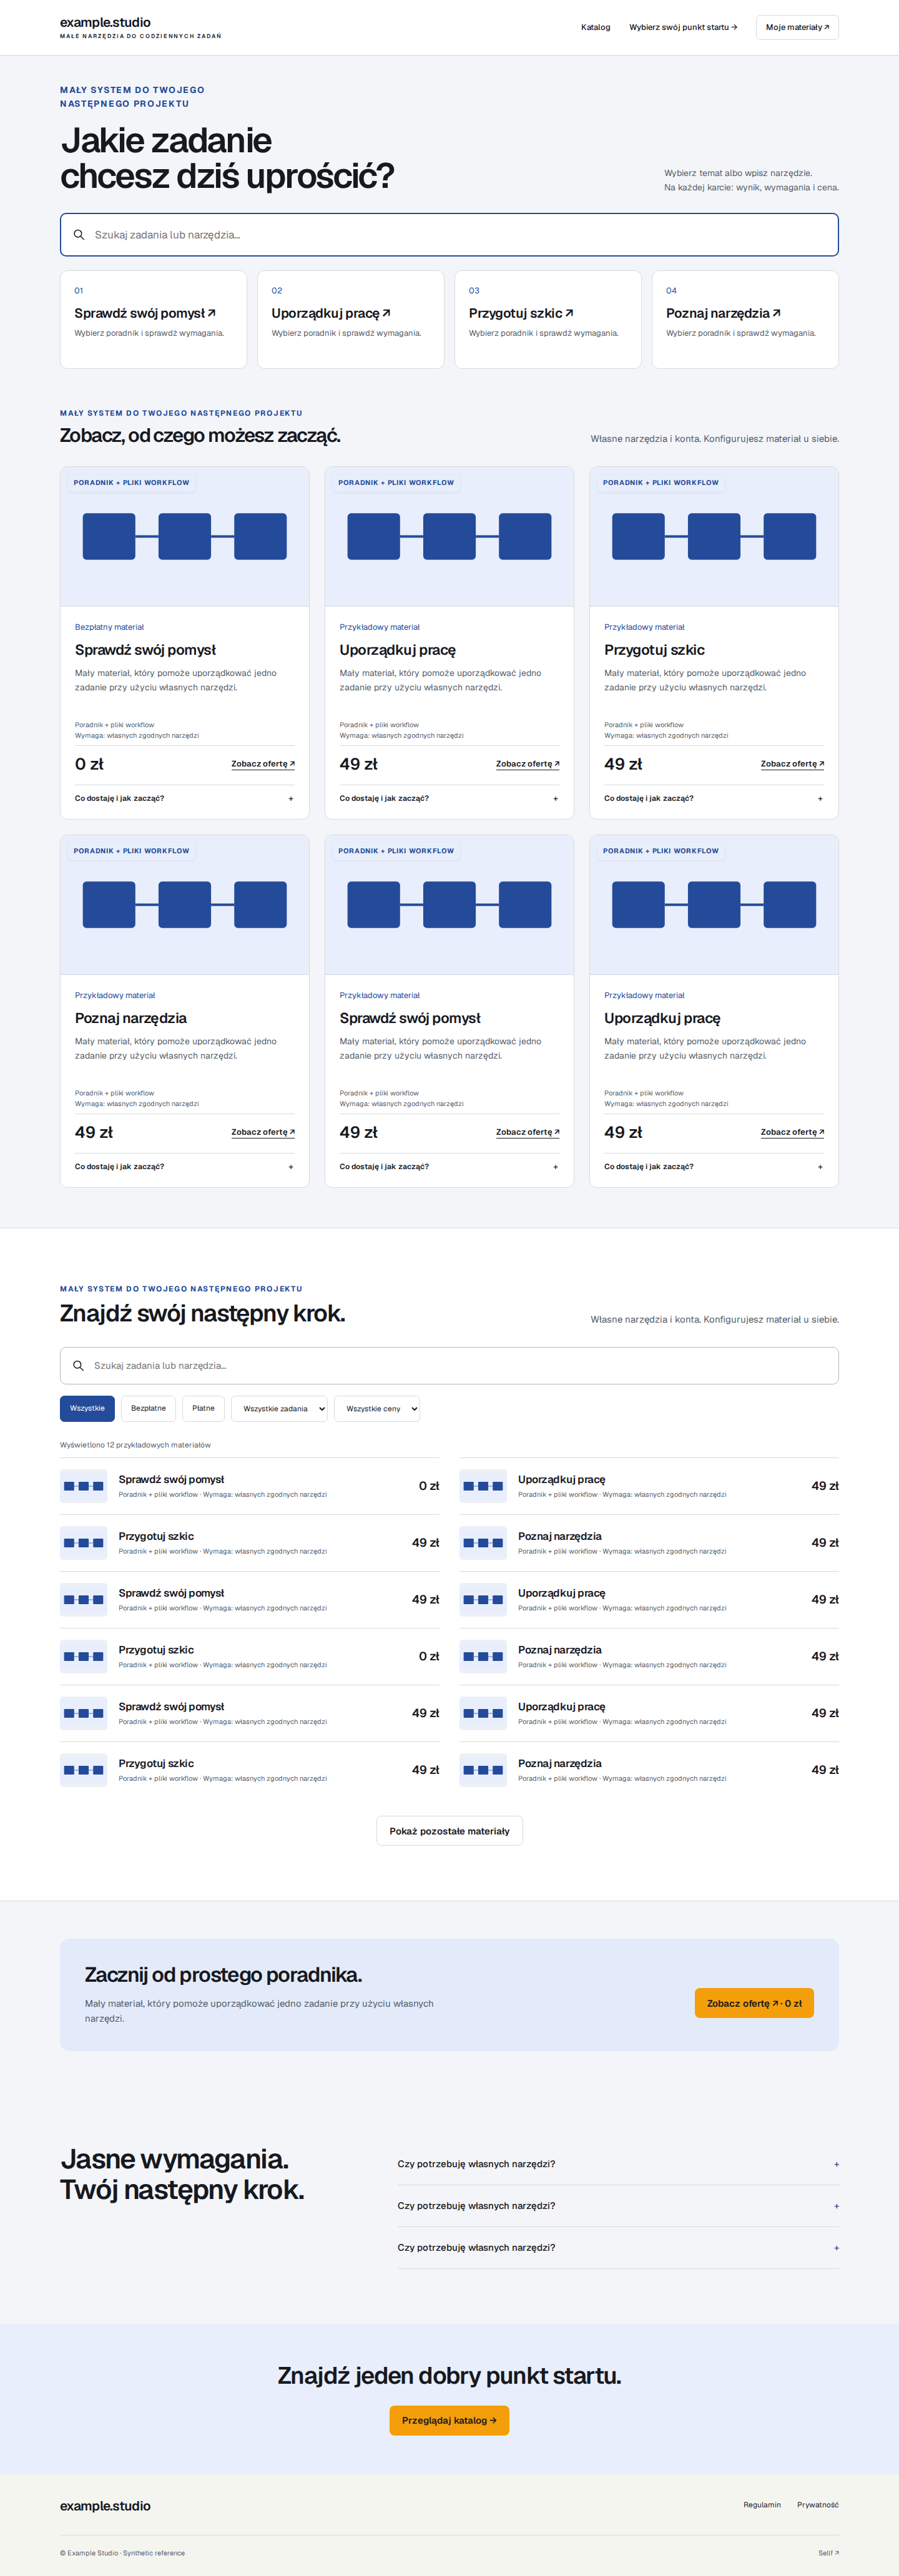 example.studio
MAŁE NARZĘDZIA DO CODZIENNYCH ZADAŃ
Katalog
Wybierz swój punkt startu →
Moje materiały ↗
MAŁY SYSTEM DO TWOJEGO
NASTĘPNEGO PROJEKTU
Jakie zadanie
chcesz dziś uprościć?
Wybierz temat albo wpisz narzędzie.
Na każdej karcie: wynik, wymagania i cena.
Szukaj zadania lub narzędzia...
01
Sprawdź swój pomysł ↗
Wybierz poradnik i sprawdź wymagania.
02
Uporządkuj pracę ↗
Wybierz poradnik i sprawdź wymagania.
03
Przygotuj szkic ↗
Wybierz poradnik i sprawdź wymagania.
04
Poznaj narzędzia ↗
Wybierz poradnik i sprawdź wymagania.
MAŁY SYSTEM DO TWOJEGO NASTĘPNEGO PROJEKTU
Zobacz, od czego możesz zacząć.
Własne narzędzia i konta. Konfigurujesz materiał u siebie.
PORADNIK + PLIKI WORKFLOW
Bezpłatny materiał
Sprawdź swój pomysł
Mały materiał, który pomoże uporządkować jedno
zadanie przy użyciu własnych narzędzi.
Poradnik + pliki workflow
Wymaga: własnych zgodnych narzędzi
0 zł
Zobacz ofertę ↗
Co dostaję i jak zacząć?
+
PORADNIK + PLIKI WORKFLOW
Przykładowy materiał
Uporządkuj pracę
Mały materiał, który pomoże uporządkować jedno
zadanie przy użyciu własnych narzędzi.
Poradnik + pliki workflow
Wymaga: własnych zgodnych narzędzi
49 zł
Zobacz ofertę ↗
Co dostaję i jak zacząć?
+
PORADNIK + PLIKI WORKFLOW
Przykładowy materiał
Przygotuj szkic
Mały materiał, który pomoże uporządkować jedno
zadanie przy użyciu własnych narzędzi.
Poradnik + pliki workflow
Wymaga: własnych zgodnych narzędzi
49 zł
Zobacz ofertę ↗
Co dostaję i jak zacząć?
+
PORADNIK + PLIKI WORKFLOW
Przykładowy materiał
Poznaj narzędzia
Mały materiał, który pomoże uporządkować jedno
zadanie przy użyciu własnych narzędzi.
Poradnik + pliki workflow
Wymaga: własnych zgodnych narzędzi
49 zł
Zobacz ofertę ↗
Co dostaję i jak zacząć?
+
PORADNIK + PLIKI WORKFLOW
Przykładowy materiał
Sprawdź swój pomysł
Mały materiał, który pomoże uporządkować jedno
zadanie przy użyciu własnych narzędzi.
Poradnik + pliki workflow
Wymaga: własnych zgodnych narzędzi
49 zł
Zobacz ofertę ↗
Co dostaję i jak zacząć?
+
PORADNIK + PLIKI WORKFLOW
Przykładowy materiał
Uporządkuj pracę
Mały materiał, który pomoże uporządkować jedno
zadanie przy użyciu własnych narzędzi.
Poradnik + pliki workflow
Wymaga: własnych zgodnych narzędzi
49 zł
Zobacz ofertę ↗
Co dostaję i jak zacząć?
+
MAŁY SYSTEM DO TWOJEGO NASTĘPNEGO PROJEKTU
Znajdź swój następny krok.
Własne narzędzia i konta. Konfigurujesz materiał u siebie.
Szukaj zadania lub narzędzia...
Wszystkie
Bezpłatne
Płatne
Wszystkie zadania
Wszystkie ceny
Wyświetlono 12 przykładowych materiałów
Sprawdź swój pomysł
Poradnik + pliki workflow · Wymaga: własnych zgodnych narzędzi
0 zł
Uporządkuj pracę
Poradnik + pliki workflow · Wymaga: własnych zgodnych narzędzi
49 zł
Przygotuj szkic
Poradnik + pliki workflow · Wymaga: własnych zgodnych narzędzi
49 zł
Poznaj narzędzia
Poradnik + pliki workflow · Wymaga: własnych zgodnych narzędzi
49 zł
Sprawdź swój pomysł
Poradnik + pliki workflow · Wymaga: własnych zgodnych narzędzi
49 zł
Uporządkuj pracę
Poradnik + pliki workflow · Wymaga: własnych zgodnych narzędzi
49 zł
Przygotuj szkic
Poradnik + pliki workflow · Wymaga: własnych zgodnych narzędzi
0 zł
Poznaj narzędzia
Poradnik + pliki workflow · Wymaga: własnych zgodnych narzędzi
49 zł
Sprawdź swój pomysł
Poradnik + pliki workflow · Wymaga: własnych zgodnych narzędzi
49 zł
Uporządkuj pracę
Poradnik + pliki workflow · Wymaga: własnych zgodnych narzędzi
49 zł
Przygotuj szkic
Poradnik + pliki workflow · Wymaga: własnych zgodnych narzędzi
49 zł
Poznaj narzędzia
Poradnik + pliki workflow · Wymaga: własnych zgodnych narzędzi
49 zł
Pokaż pozostałe materiały
Zacznij od prostego poradnika.
Mały materiał, który pomoże uporządkować jedno zadanie przy użyciu własnych
narzędzi.
Zobacz ofertę ↗ · 0 zł
Jasne wymagania.
Twój następny krok.
Czy potrzebuję własnych narzędzi?
+
Czy potrzebuję własnych narzędzi?
+
Czy potrzebuję własnych narzędzi?
+
Znajdź jeden dobry punkt startu.
Przeglądaj katalog →
example.studio
Regulamin
Prywatność
© Example Studio · Synthetic reference
Sellf ↗